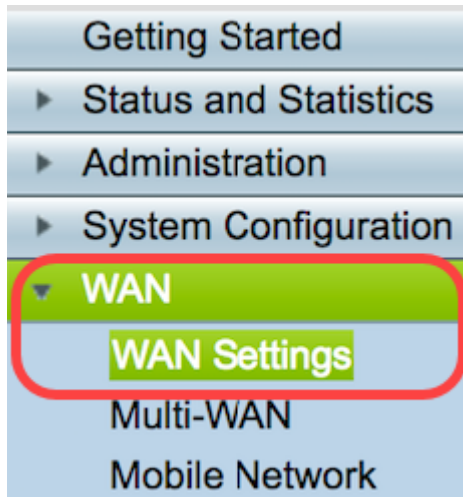 Getting Started
Status and Statistics
Administration
System Configuration
WAN
WAN Settings
Multi-WAN
Mobile Network